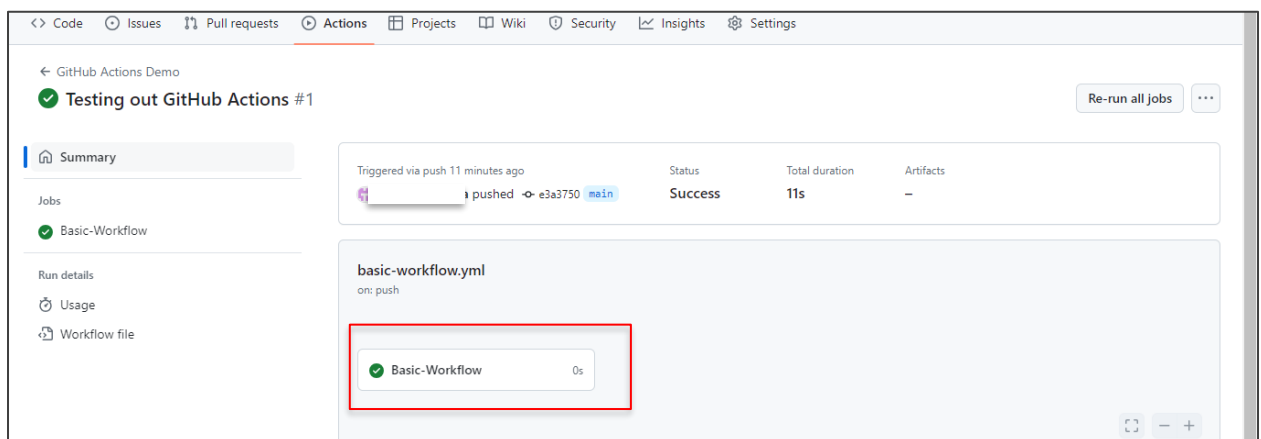 Code Issues Pull requests Actions Projects Wiki Security Insights Settings
GitHub Actions Demo
Testing out GitHub Actions #1
Re-run all jobs
Summary
Jobs
Basic-Workflow
Run details
Usage
Workflow file
Triggered via push 11 minutes ago
pushed e3a3750 main
Status
Success
Total duration
11s
Artifacts
–
basic-workflow.yml
on: push
Basic-Workflow 0s